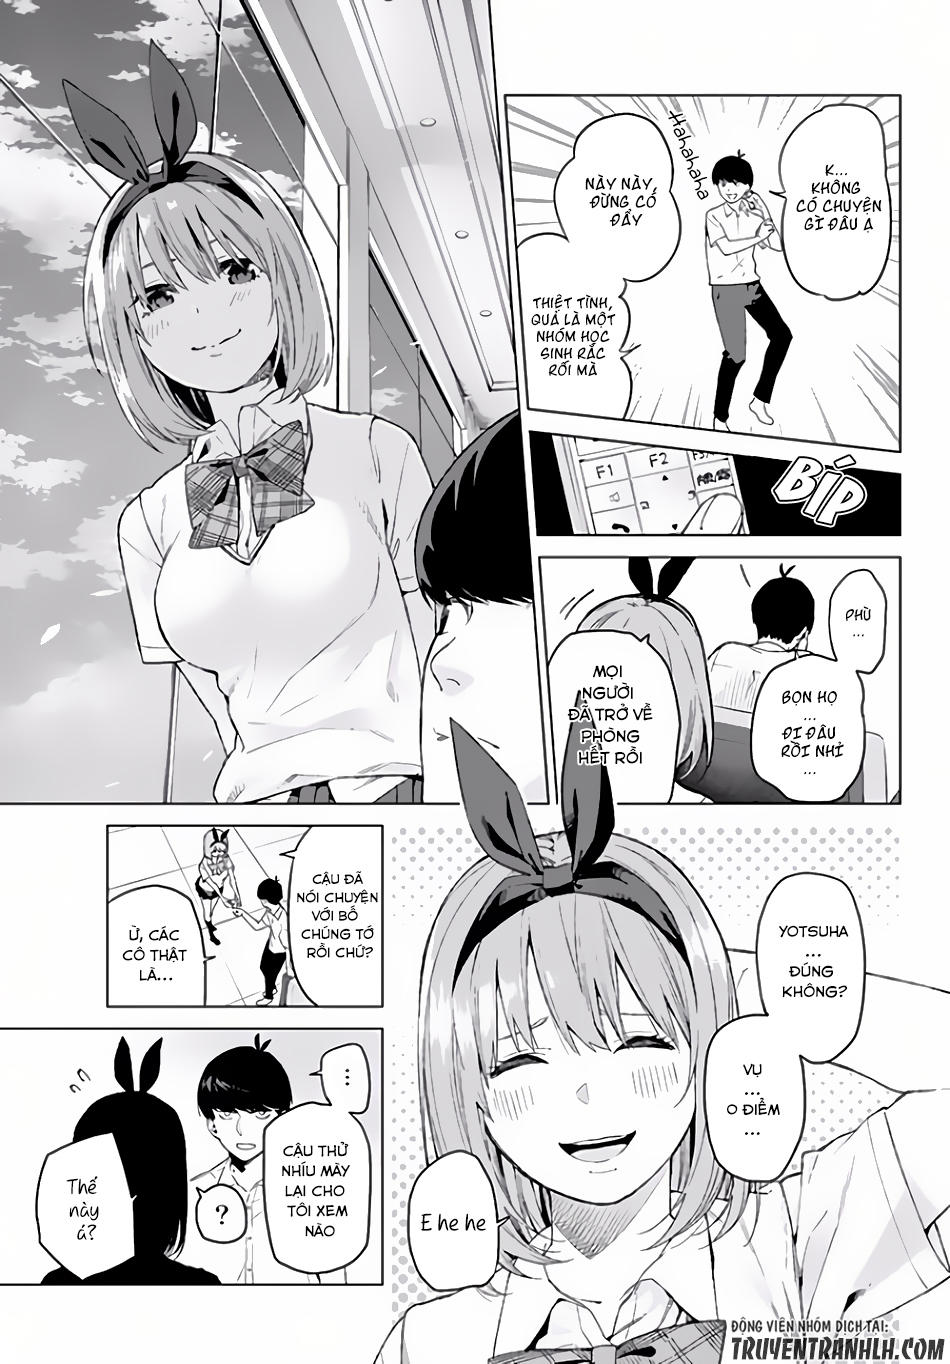 K...
KHÔNG
CÓ CHUYỆN
GÌ ĐÂU Ạ
Hahahaha
NÀY NÀY,
ĐỪNG CÓ
ĐẨY
THIỆT TÌNH,
QUẢ LÀ MỘT
NHÓM HỌC
SINH RẮC
RỐI MÀ
F1
F2
BÍP
PHÙ
...
BỌN HỌ
...
ĐI ĐÂU
RỒI NHỈ
...
MỌI
NGƯỜI
ĐÃ TRỞ VỀ
PHÒNG
HẾT RỒI
YOTSUHA
...
ĐÚNG
KHÔNG?
VỤ
...
0 ĐIỂM
...
E he he
CẬU ĐÃ
NÓI CHUYỆN
VỚI BỐ
CHÚNG TỚ
RỒI CHỨ?
Ừ, CÁC
CÔ THẬT
LÀ...
...
CẬU THỬ
NHÍU MÀY
LẠI CHO
TÔI XEM
NÀO
?
Thế
này
á?
ĐỘNG VIÊN NHÓM DỊCH TẠI:
TRUYENTRANHLH.COM